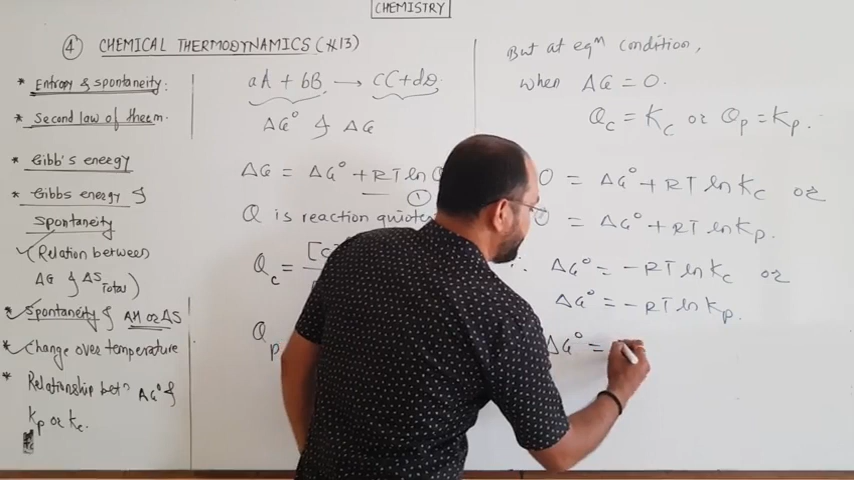 CHEMISTRY
④ CHEMICAL THERMODYNAMICS (#13)
* Entropy & spontaneity.
* Second law of therm.
* Gibb's energy
* Gibbs energy &
Spontaneity
✓ (Relation between
ΔG & ΔS Total)
* Spontaneity & ΔH or ΔS
* Change over temperature
* Relationship betn ΔG° &
Kp or Kc.
aA + bB → cC + dD.
ΔG° & ΔG
ΔG = ΔG° + RT ln
①
Q is reaction quote
Qc = [c
Qp
But at eqm condition,
when ΔG = 0.
Qc = Kc or Qp = Kp.
0 = ΔG° + RT ln Kc or
0 = ΔG° + RT ln Kp.
∴ ΔG° = - RT ln Kc or
ΔG° = - RT ln Kp.
ΔG° =